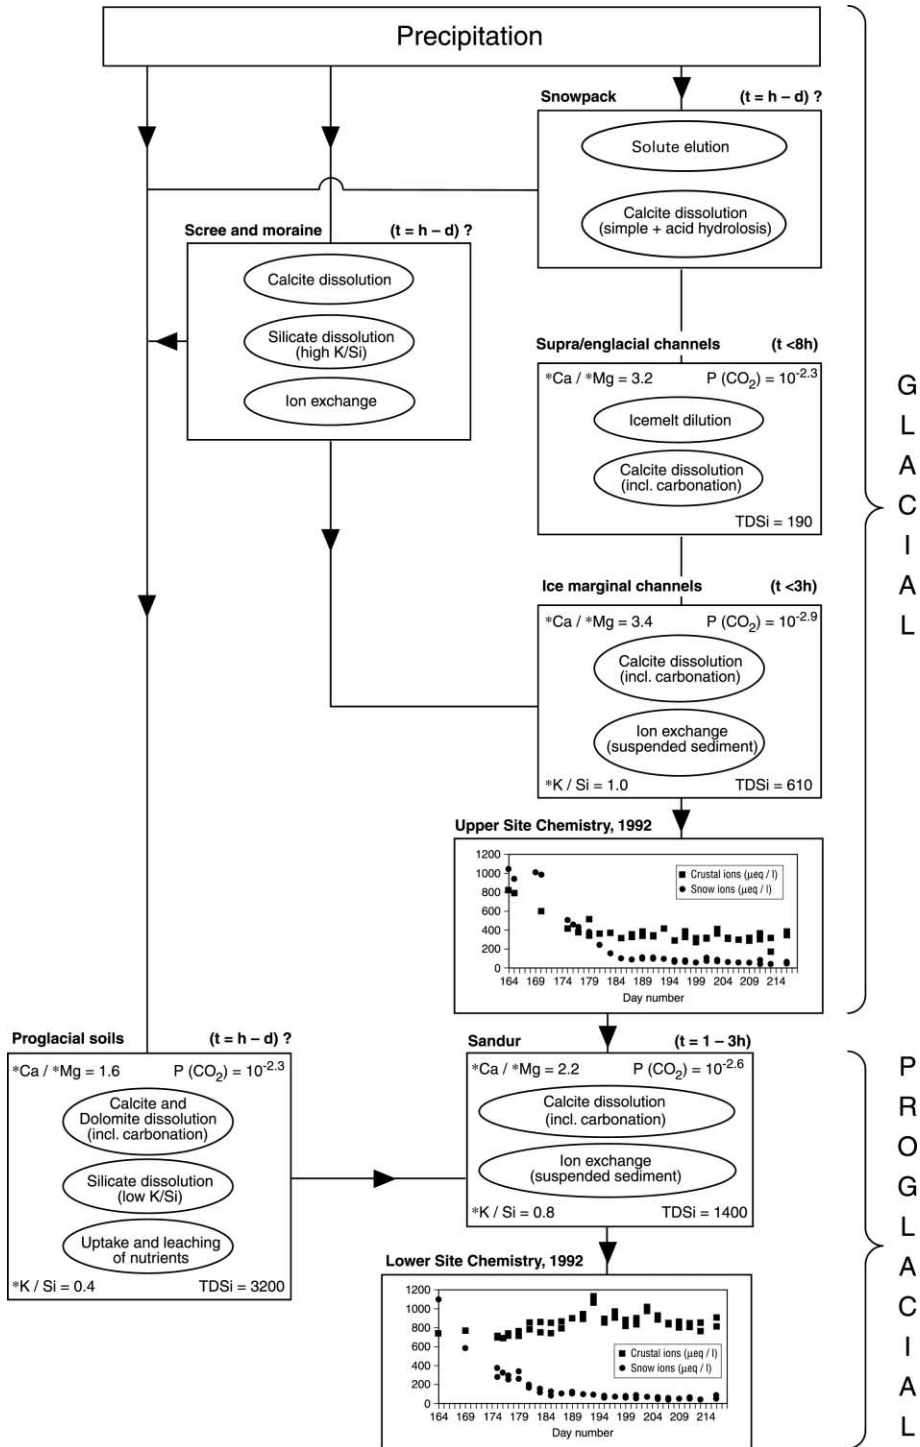 Precipitation
Snowpack (t = h – d) ?
Solute elution
Calcite dissolution
(simple + acid hydrolosis)
Scree and moraine (t = h – d) ?
Calcite dissolution
Silicate dissolution
(high K/Si)
Ion exchange
Supra/englacial channels (t <8h)
*Ca / *Mg = 3.2 P (CO₂) = 10⁻²·³
Icemelt dilution
Calcite dissolution
(incl. carbonation)
TDSi = 190
Ice marginal channels (t <3h)
*Ca / *Mg = 3.4 P (CO₂) = 10⁻²·⁹
Calcite dissolution
(incl. carbonation)
Ion exchange
(suspended sediment)
*K / Si = 1.0 TDSi = 610
GLACIAL
Upper Site Chemistry, 1992
1200
1000
800
600
400
200
0
Crustal ions (µeq / l)
Snow ions (µeq / l)
164 169 174 179 184 189 194 199 204 209 214
Day number
Proglacial soils (t = h – d) ?
*Ca / *Mg = 1.6 P (CO₂) = 10⁻²·³
Calcite and
Dolomite dissolution
(incl. carbonation)
Silicate dissolution
(low K/Si)
Uptake and leaching
of nutrients
*K / Si = 0.4 TDSi = 3200
Sandur (t = 1 – 3h)
*Ca / *Mg = 2.2 P (CO₂) = 10⁻²·⁶
Calcite dissolution
(incl. carbonation)
Ion exchange
(suspended sediment)
*K / Si = 0.8 TDSi = 1400
PROGLACIAL
Lower Site Chemistry, 1992
1200
1000
800
600
400
200
0
Crustal ions (µeq / l)
Snow ions (µeq / l)
164 169 174 179 184 189 194 199 204 209 214
Day number